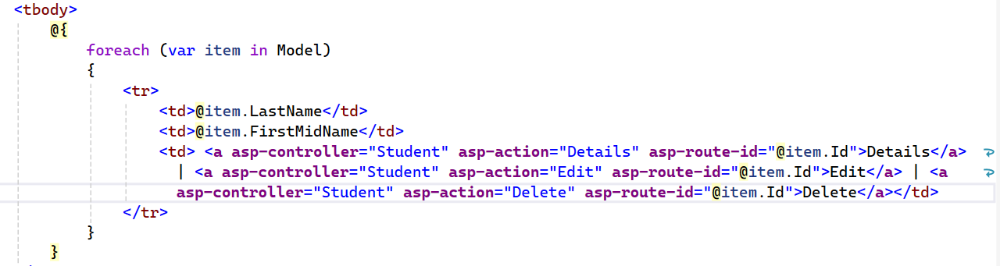 <tbody>
@{
foreach (var item in Model)
{
<tr>
<td>@item.LastName</td>
<td>@item.FirstMidName</td>
<td> <a asp-controller="Student" asp-action="Details" asp-route-id="@item.Id">Details</a>
| <a asp-controller="Student" asp-action="Edit" asp-route-id="@item.Id">Edit</a> | <a
asp-controller="Student" asp-action="Delete" asp-route-id="@item.Id">Delete</a></td>
</tr>
}
}